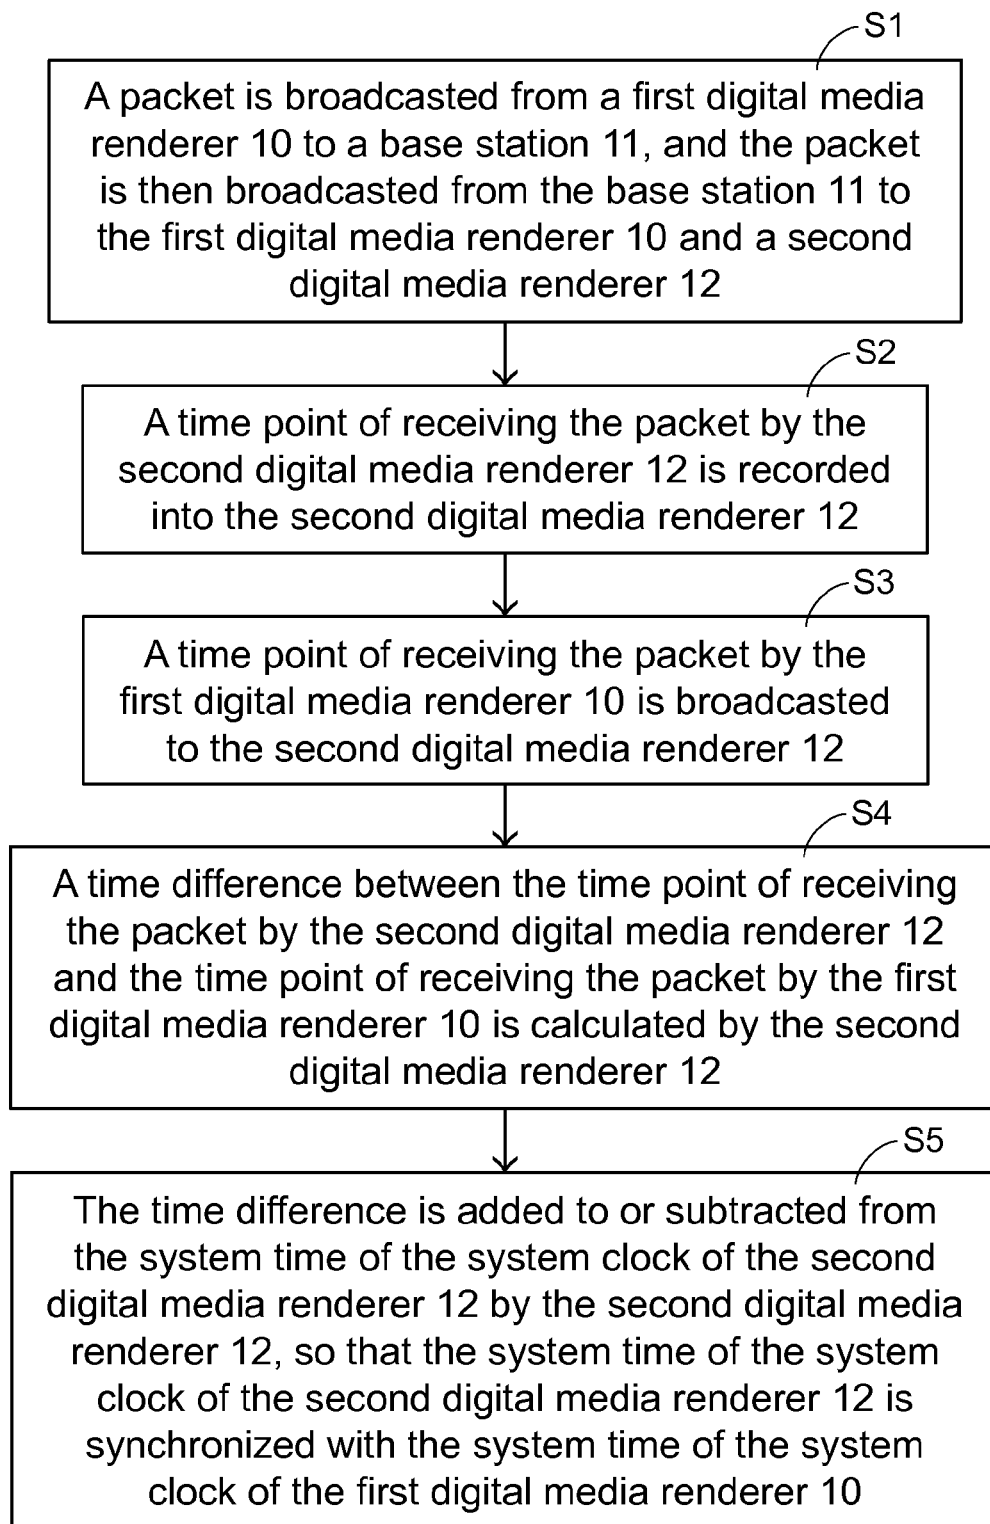 S1
A packet is broadcasted from a first digital media
renderer 10 to a base station 11, and the packet
is then broadcasted from the base station 11 to
the first digital media renderer 10 and a second
digital media renderer 12
S2
A time point of receiving the packet by the
second digital media renderer 12 is recorded
into the second digital media renderer 12
S3
A time point of receiving the packet by the
first digital media renderer 10 is broadcasted
to the second digital media renderer 12
S4
A time difference between the time point of receiving
the packet by the second digital media renderer 12
and the time point of receiving the packet by the first
digital media renderer 10 is calculated by the second
digital media renderer 12
S5
The time difference is added to or subtracted from
the system time of the system clock of the second
digital media renderer 12 by the second digital media
renderer 12, so that the system time of the system
clock of the second digital media renderer 12 is
synchronized with the system time of the system
clock of the first digital media renderer 10